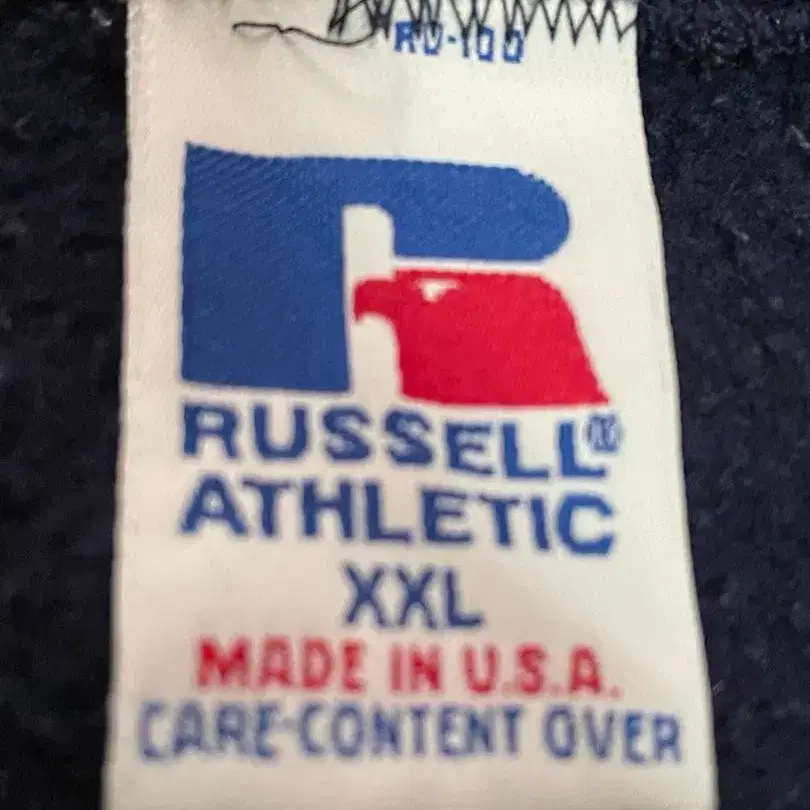 RU-100
RUSSELL®
ATHLETIC
XXL
MADE IN U.S.A.
CARE-CONTENT OVER